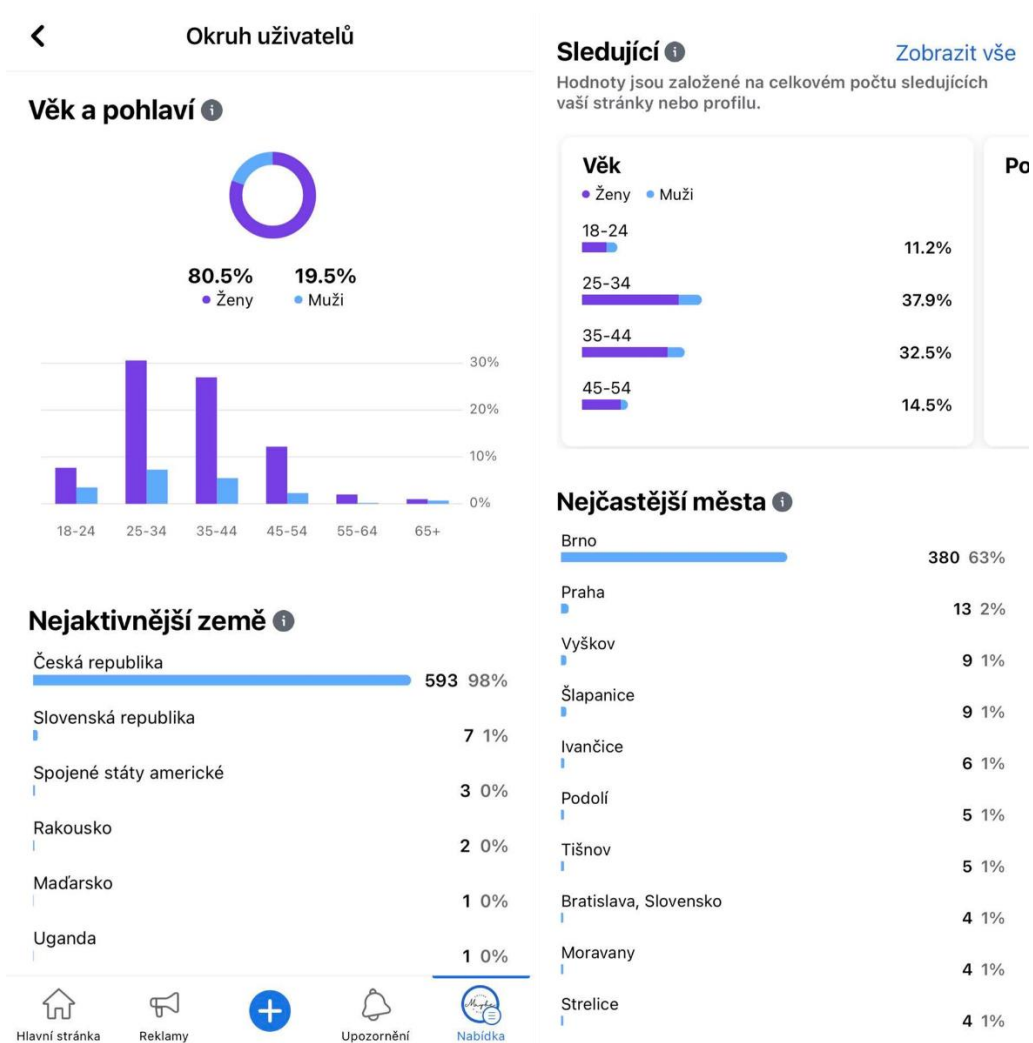 Okruh uživatelů
Věk a pohlaví
80.5% 19.5%
Ženy Muži
30%
20%
10%
0%
18-24 25-34 35-44 45-54 55-64 65+
Nejaktivnější země
Česká republika
593 98%
Slovenská republika
7 1%
Spojené státy americké
3 0%
Rakousko
2 0%
Maďarsko
1 0%
Uganda
1 0%
Hlavní stránka Reklamy Upozornění Nabídka
Sledující Zobrazit vše
Hodnoty jsou založené na celkovém počtu sledujících
vaší stránky nebo profilu.
Věk
Ženy Muži
18-24
11.2%
25-34
37.9%
35-44
32.5%
45-54
14.5%
Po
Nejčastější města
Brno
380 63%
Praha
13 2%
Vyškov
9 1%
Šlapanice
9 1%
Ivančice
6 1%
Podolí
5 1%
Tišnov
5 1%
Bratislava, Slovensko
4 1%
Moravany
4 1%
Strelice
4 1%